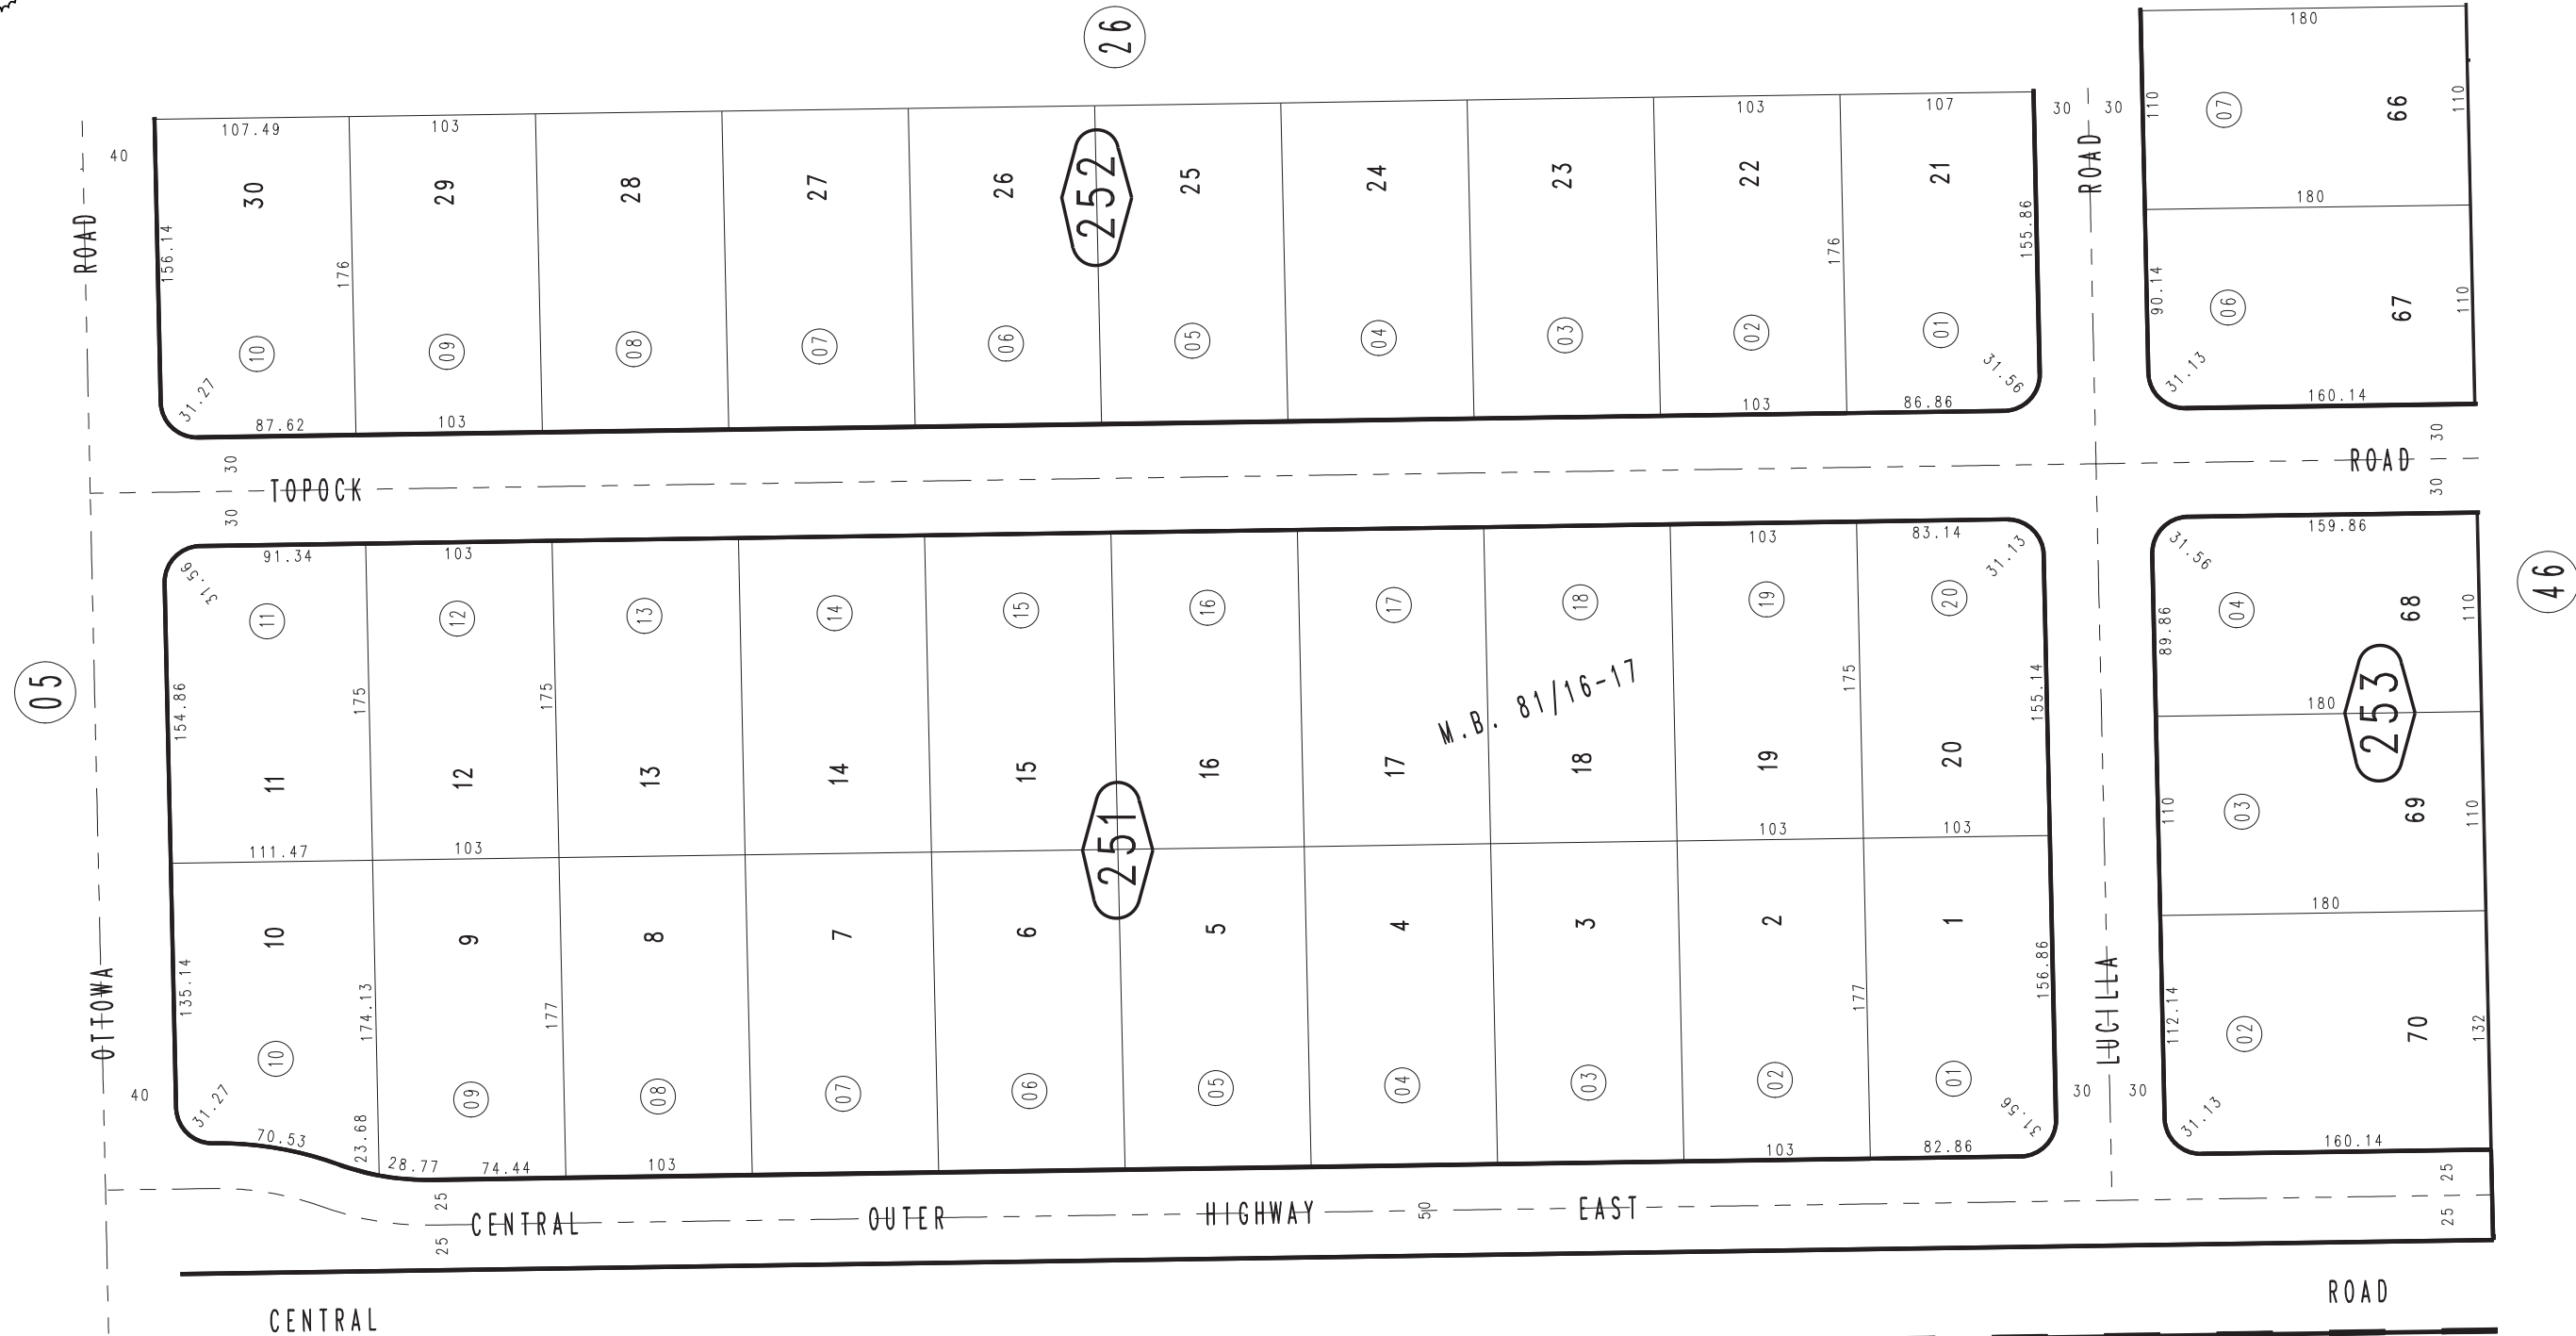 26
180
107.49 103 103 107
40
30 30
110 07 66 110
30 29 28 27 26 25 24 23 22 21
252
ROAD
ROAD
180
156.14 176 176 155.86
90.14 06 67 110
10 09 08 07 06 05 04 03 02 01
31.27 31.56
31.13
87.62 103 103 86.86
160.14
30 30
TOPOCK ROAD
30 30
91.34 103 103 83.14
159.86
31.56 31.13
31.56
11 12 13 14 15 16 17 18 19 20
89.86 04 68 110
46
05
154.86 175 175 175 155.14
M.B. 81/16-17
180
253
11 12 13 14 15 16 17 18 19 20
110 03 69 110
111.47 103 103 103
251
180
10 9 8 7 6 5 4 3 2 1
135.14 174.13 177 177 156.86
OTTOWA
LUCILLA
112.14 02 70 132
10 09 08 07 06 05 04 03 02 01
40
30 30
31.27 31.56
31.13
70.53 23.68 28.77 74.44 103 103 82.86
160.14
25 25
CENTRAL OUTER HIGHWAY 50 EAST
25 25
CENTRAL ROAD